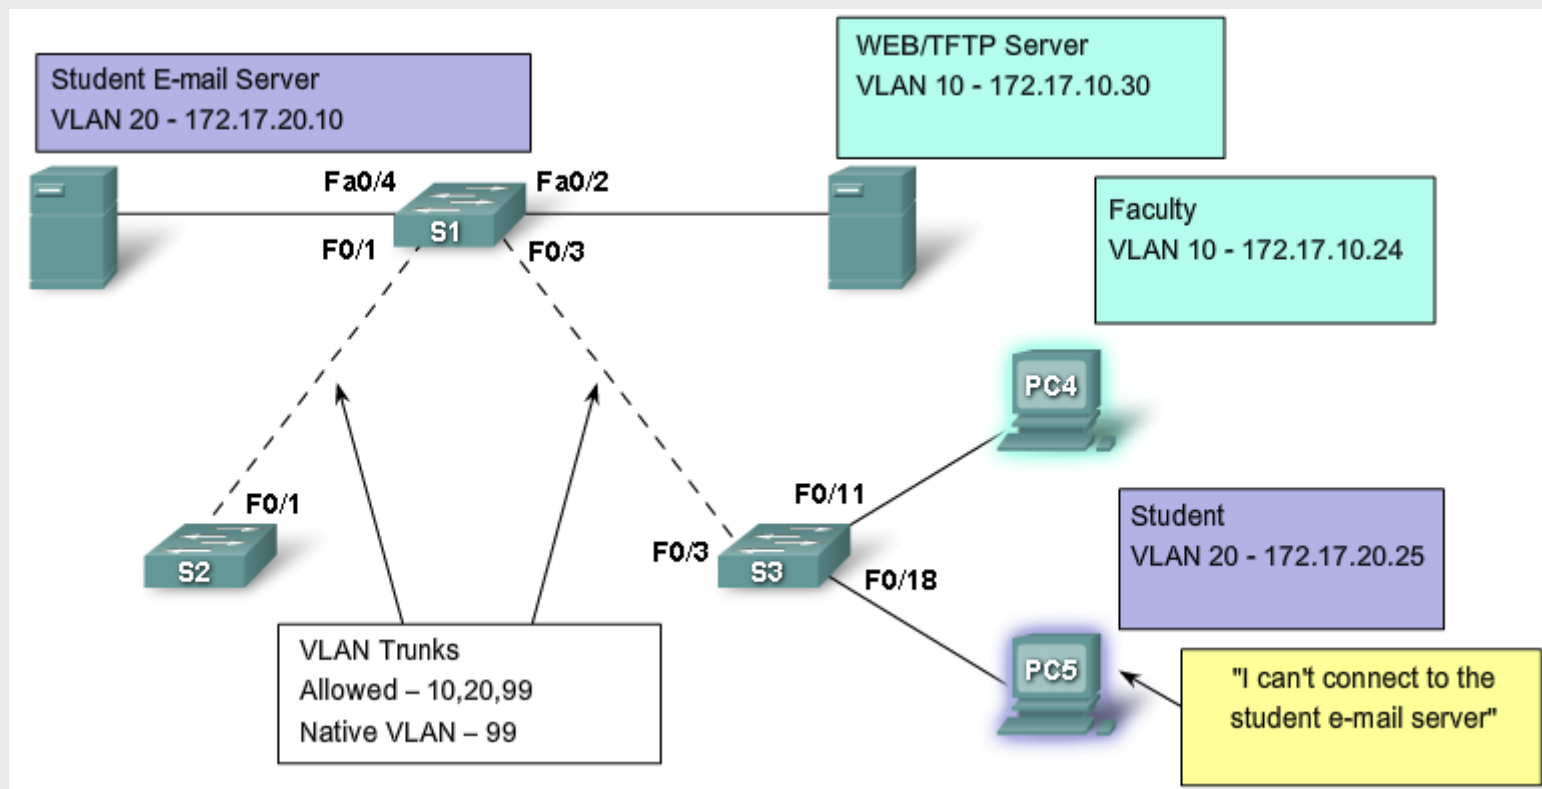 Student E-mail Server
VLAN 20 - 172.17.20.10
WEB/TFTP Server
VLAN 10 - 172.17.10.30
Fa0/4
Fa0/2
S1
F0/1
F0/3
Faculty
VLAN 10 - 172.17.10.24
PC4
F0/11
F0/1
S2
F0/3
S3
F0/18
Student
VLAN 20 - 172.17.20.25
PC5
VLAN Trunks
Allowed – 10,20,99
Native VLAN – 99
"I can't connect to the
student e-mail server"